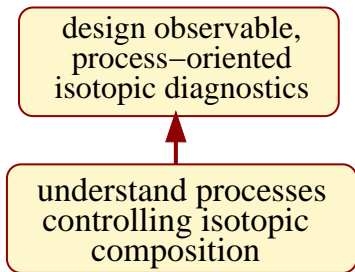 design observable,
process−oriented
isotopic diagnostics
understand processes
controlling isotopic
composition